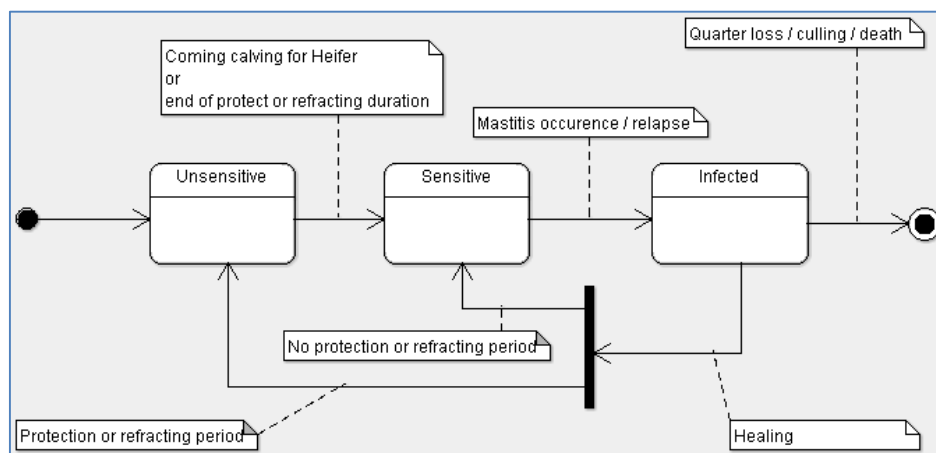 Quarter loss / culling / death
Coming calving for Heifer
or
end of protect or refracting duration
Mastitis occurence / relapse
Unsensitive
Sensitive
Infected
No protection or refracting period
Protection or refracting period
Healing